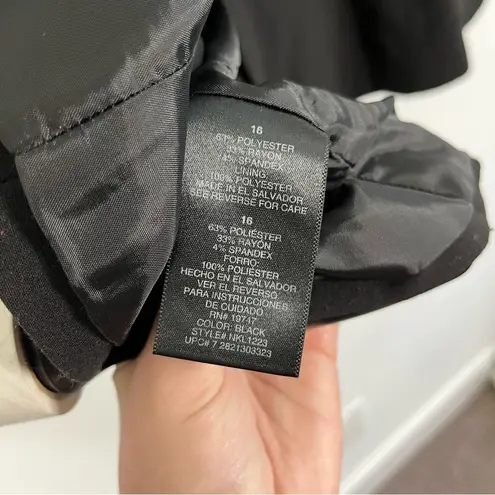 16
63% POLYESTER
33% RAYON
4% SPANDEX
LINING:
100% POLYESTER
MADE IN EL SALVADOR
SEE REVERSE FOR CARE
16
63% POLIÉSTER
33% RAYÓN
4% SPANDEX
FORRO:
100% POLIÉSTER
HECHO EN EL SALVADOR
VER EL REVERSO
PARA INSTRUCCIONES
DE CUIDADO
RN# 19747
COLOR: BLACK
STYLE# NKL1223
UPC# 7 2821303323